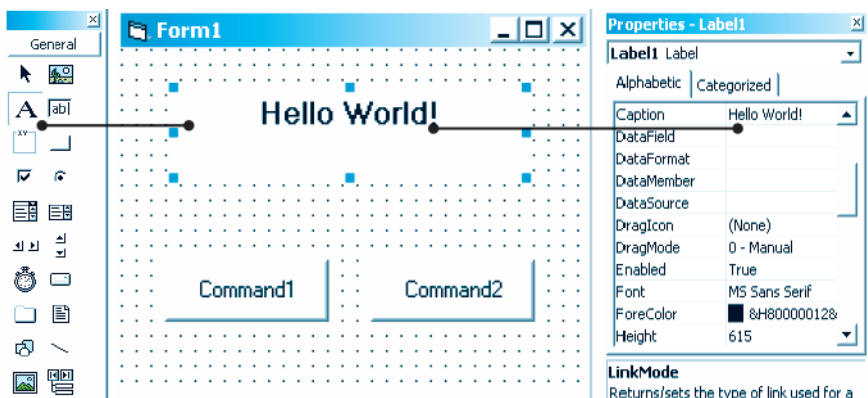 General
A
ab
XY
Form1
Hello World!
Command1
Command2
Properties - Label1
Label1 Label
Alphabetic
Categorized
Caption Hello World!
DataField
DataFormat
DataMember
DataSource
DragIcon (None)
DragMode 0 - Manual
Enabled True
Font MS Sans Serif
ForeColor &H80000012&
Height 615
LinkMode
Returns/sets the type of link used for a